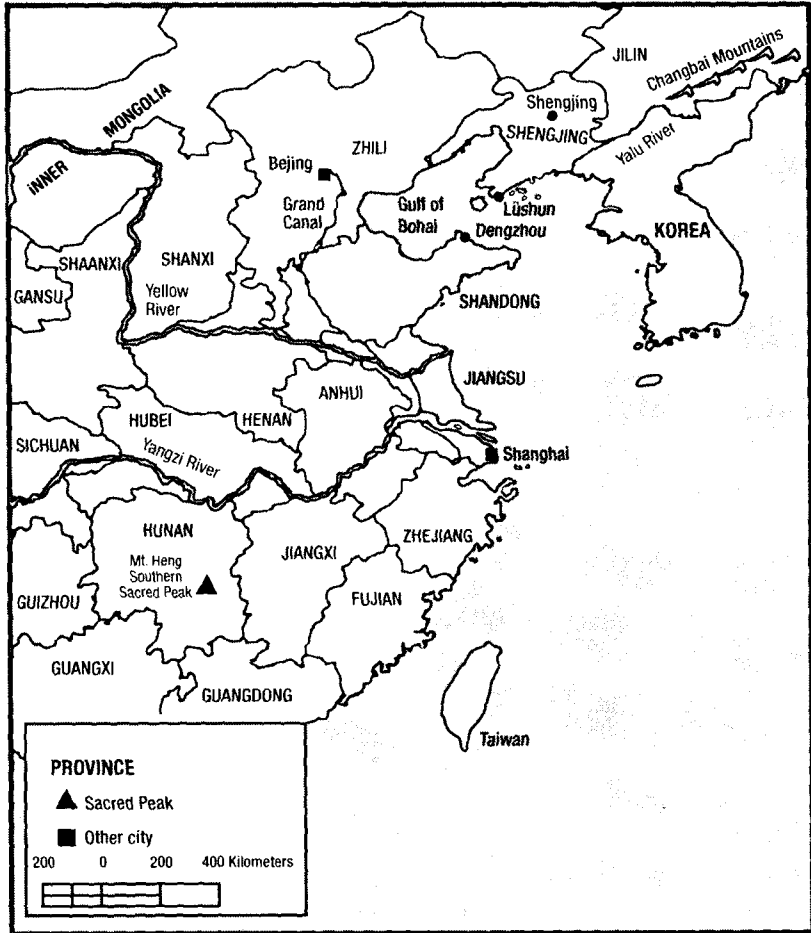 JILIN
Changbai Mountains
Shengjing
SHENGJING
MONGOLIA
ZHILI
Yalu River
Bejing
INNER
Grand
Canal
Gulf of
Bohai
Lüshun
Dengzhou
KOREA
SHAANXI
SHANXI
GANSU
Yellow
River
SHANDONG
JIANGSU
ANHUI
HUBEI
HENAN
SICHUAN
Yangzi River
Shanghai
HUNAN
ZHEJIANG
JIANGXI
Mt. Heng
Southern
Sacred Peak
FUJIAN
GUIZHOU
GUANGXI
GUANGDONG
Taiwan
PROVINCE
Sacred Peak
Other city
200 0 200 400 Kilometers